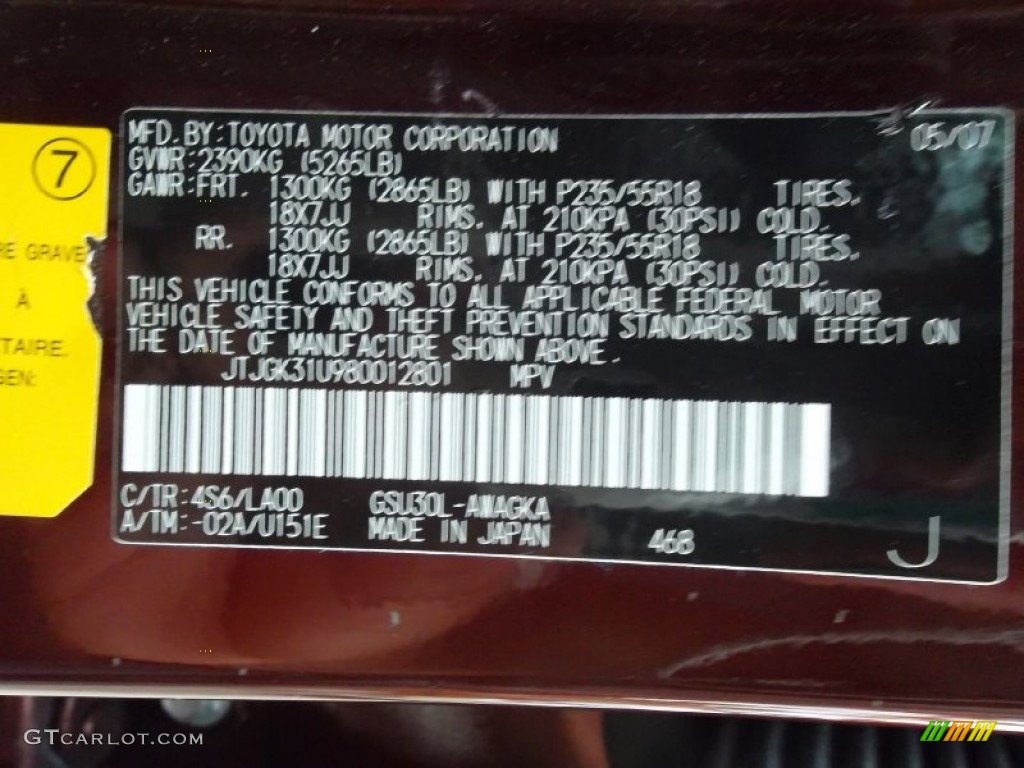 7
RE GRAVE
À
TAIRE.
GEN:
MFD. BY: TOYOTA MOTOR CORPORATION 05/07
GVWR: 2390KG (5265LB)
GAWR: FRT. 1300KG (2865LB) WITH P235/55R18 TIRES.
18X7JJ RIMS. AT 210KPA (30PSI) COLD.
RR. 1300KG (2865LB) WITH P235/55R18 TIRES.
18X7JJ RIMS. AT 210KPA (30PSI) COLD.
THIS VEHICLE CONFORMS TO ALL APPLICABLE FEDERAL MOTOR
VEHICLE SAFETY AND THEFT PREVENTION STANDARDS IN EFFECT ON
THE DATE OF MANUFACTURE SHOWN ABOVE.
JTJGK31U980012801 MPV
C/TR: 4S6/LA00 GSU30L-AWAGKA
A/TM: -02A/U151E MADE IN JAPAN 468
J
GTCARLOT.COM